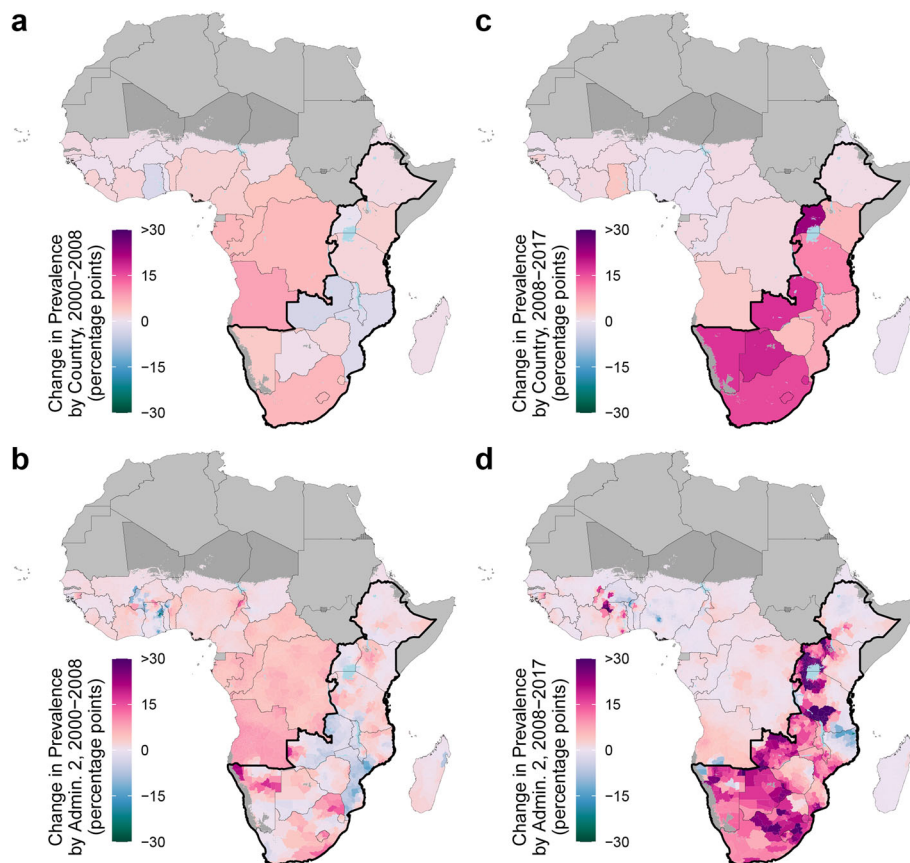 a
Change in Prevalence
by Country, 2000−2008
(percentage points)
>30
15
0
−15
−30
c
Change in Prevalence
by Country, 2008−2017
(percentage points)
>30
15
0
−15
−30
b
Change in Prevalence
by Admin. 2, 2000−2008
(percentage points)
>30
15
0
−15
−30
d
Change in Prevalence
by Admin. 2, 2008−2017
(percentage points)
>30
15
0
−15
−30